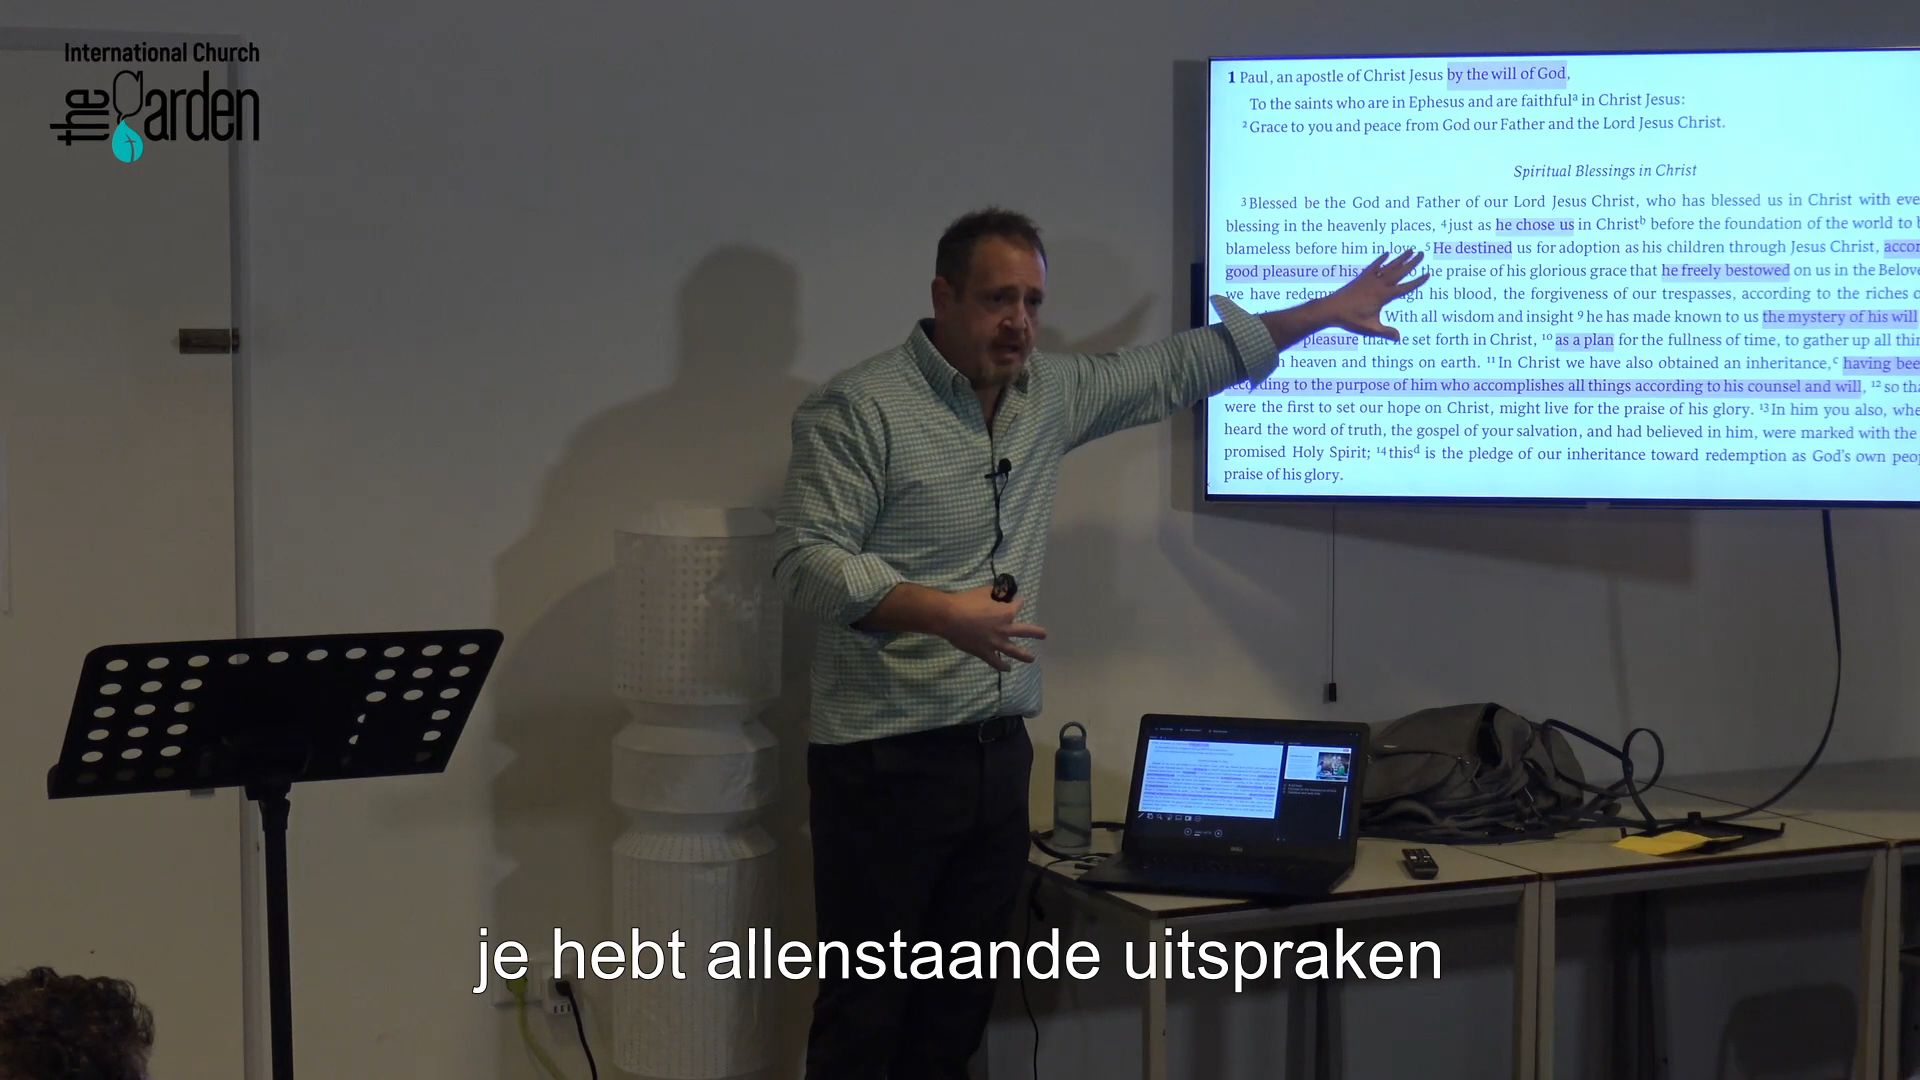 International Church
the Garden
1 Paul, an apostle of Christ Jesus by the will of God,
To the saints who are in Ephesus and are faithfulᵃ in Christ Jesus:
² Grace to you and peace from God our Father and the Lord Jesus Christ.
Spiritual Blessings in Christ
³ Blessed be the God and Father of our Lord Jesus Christ, who has blessed us in Christ with
blessing in the heavenly places, ⁴ just as he chose us in Christᵇ before the foundation of the world to
blameless before him in love. ⁵ He destined us for adoption as his children through Jesus Christ,
good pleasure of his the praise of his glorious grace that he freely bestowed on us in the
we have his blood, the forgiveness of our trespasses, according to the riches
With all wisdom and insight ⁹ he has made known to us the mystery of his will
pleasure that he set forth in Christ, ¹⁰ as a plan for the fullness of time, to gather up all
heaven and things on earth. ¹¹ In Christ we have also obtained an inheritance,ᶜ having
according to the purpose of him who accomplishes all things according to his counsel and will, ¹² so
were the first to set our hope on Christ, might live for the praise of his glory. ¹³ In him you also,
heard the word of truth, the gospel of your salvation, and had believed in him, were marked with the
promised Holy Spirit; ¹⁴ thisᵈ is the pledge of our inheritance toward redemption as God's own
praise of his glory.
je hebt allenstaande uitspraken